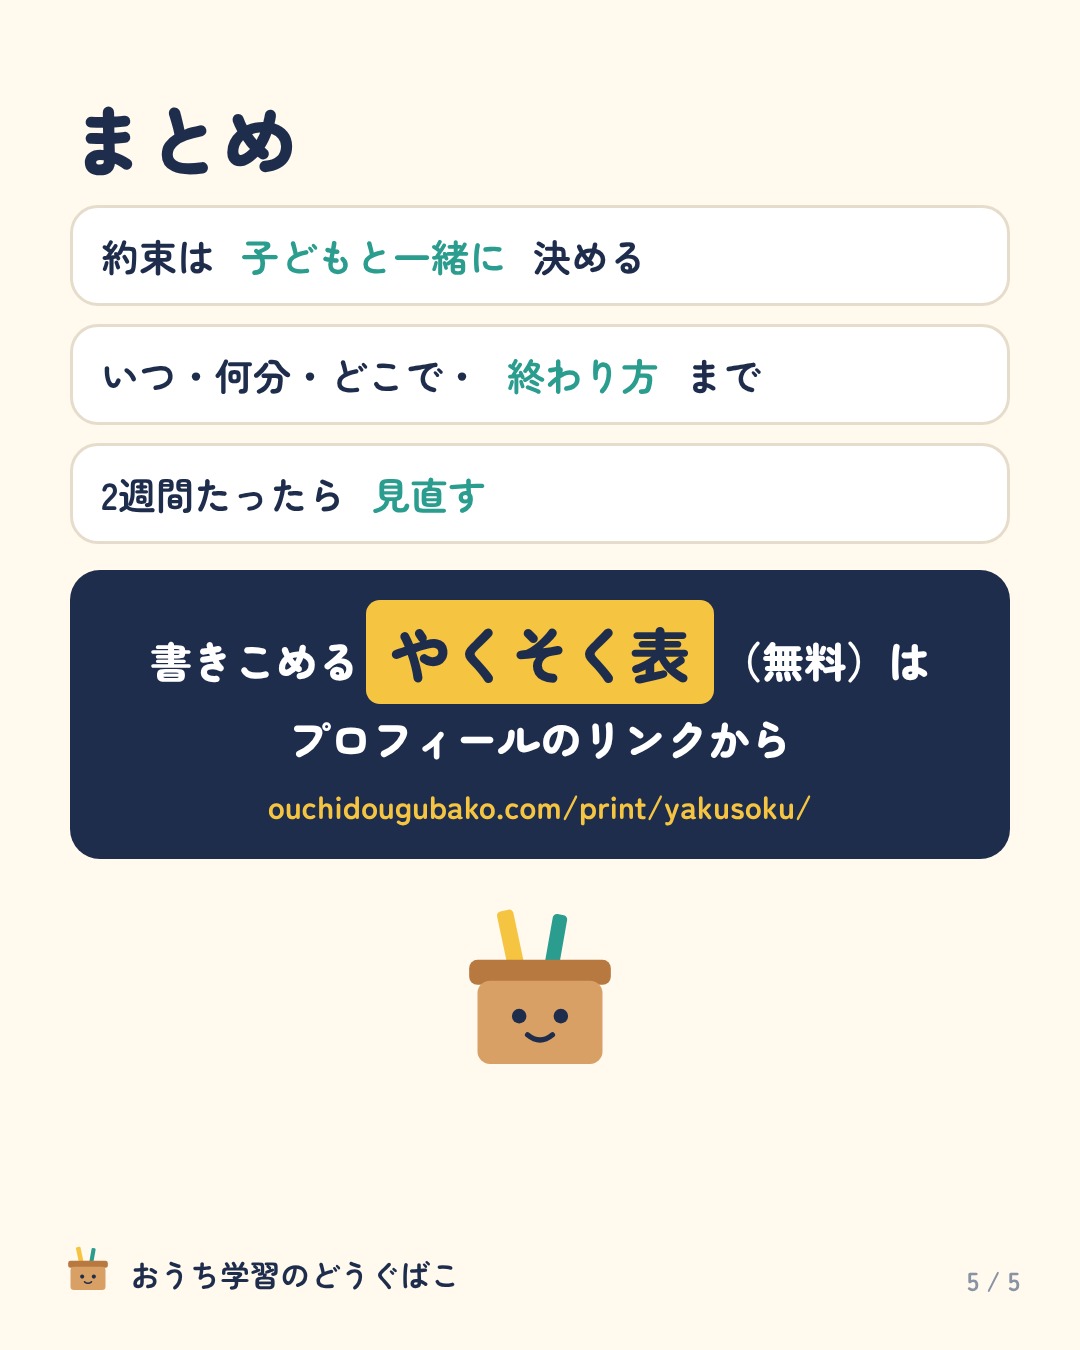 まとめ
約束は 子どもと一緒に 決める
いつ・何分・どこで・ 終わり方 まで
2週間たったら 見直す
書きこめる やくそく表 （無料）は
プロフィールのリンクから
ouchidougubako.com/print/yakusoku/
おうち学習のどうぐばこ
5 / 5